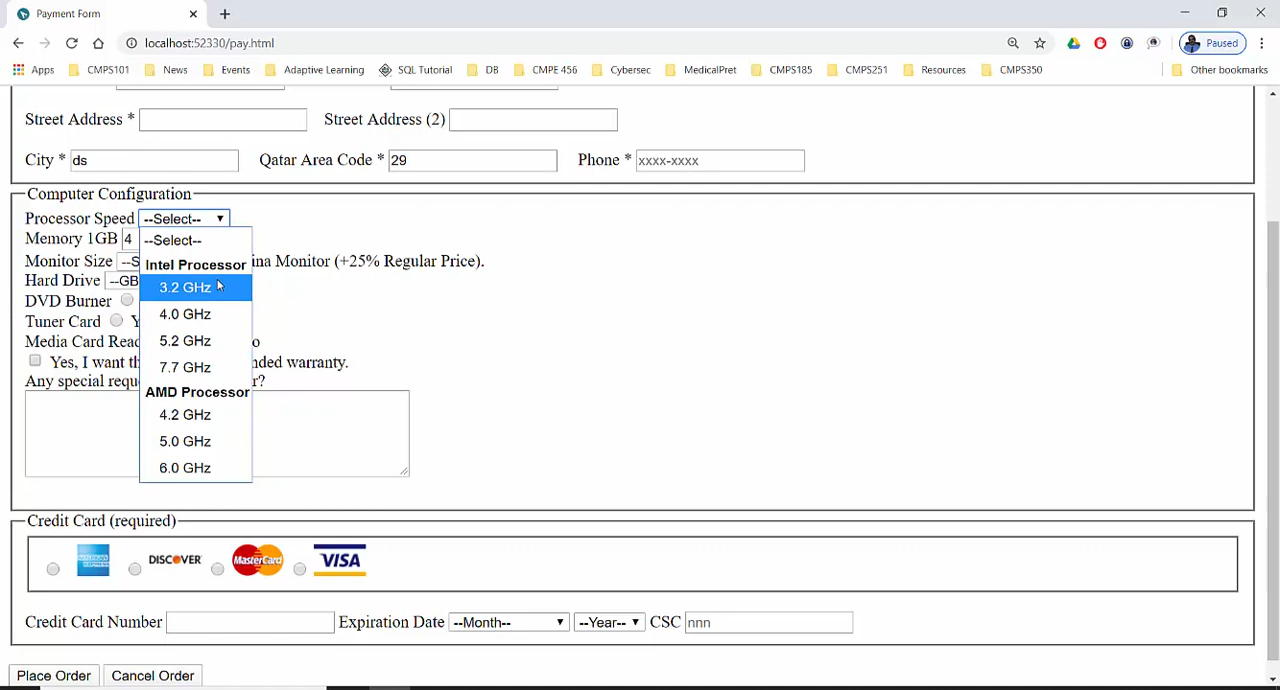 Payment Form
localhost:52330/pay.html
Paused
Apps CMPS101 News Events Adaptive Learning SQL Tutorial DB CMPE 456 Cybersec MedicalPret CMPS185 CMPS251 Resources CMPS350 Other bookmarks
Street Address * Street Address (2)
City * ds Qatar Area Code * 29 Phone * xxxx-xxxx
Computer Configuration
Processor Speed --Select--
Memory 1GB 4 --Select--
Monitor Size --S ina Monitor (+25% Regular Price).
Intel Processor
Hard Drive --GB 3.2 GHz
DVD Burner
4.0 GHz
Tuner Card Y
Media Card Read 5.2 GHz o
Yes, I want th 7.7 GHz nded warranty.
Any special requ r?
AMD Processor
4.2 GHz
5.0 GHz
6.0 GHz
Credit Card (required)
DISCOVER MasterCard VISA
Credit Card Number Expiration Date --Month-- --Year-- CSC nnn
Place Order Cancel Order